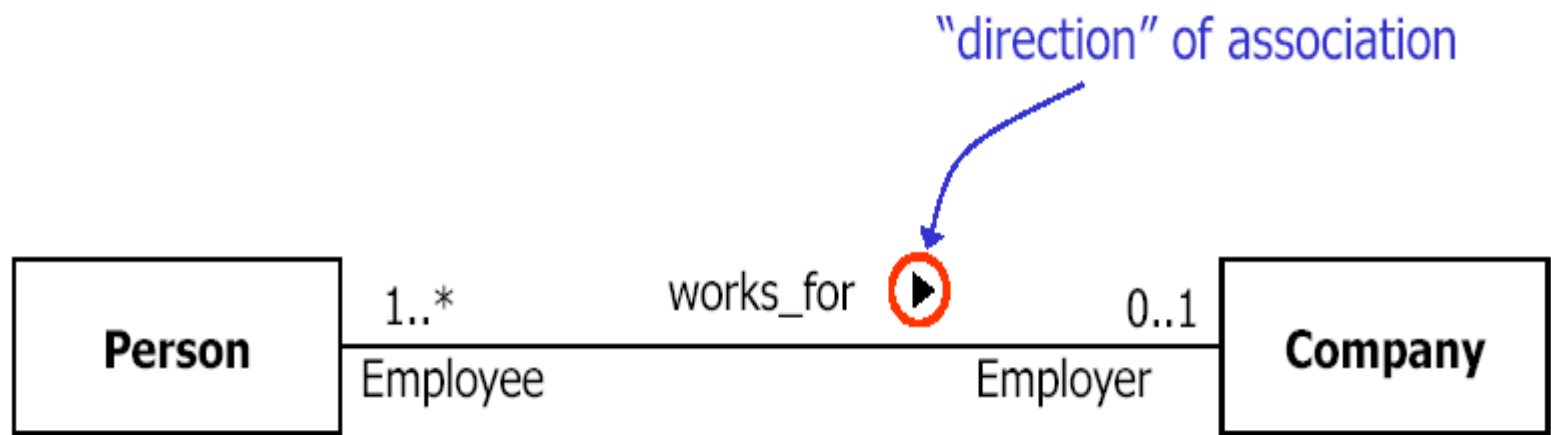 “direction” of association
works_for
1..*
0..1
Person
Company
Employee
Employer